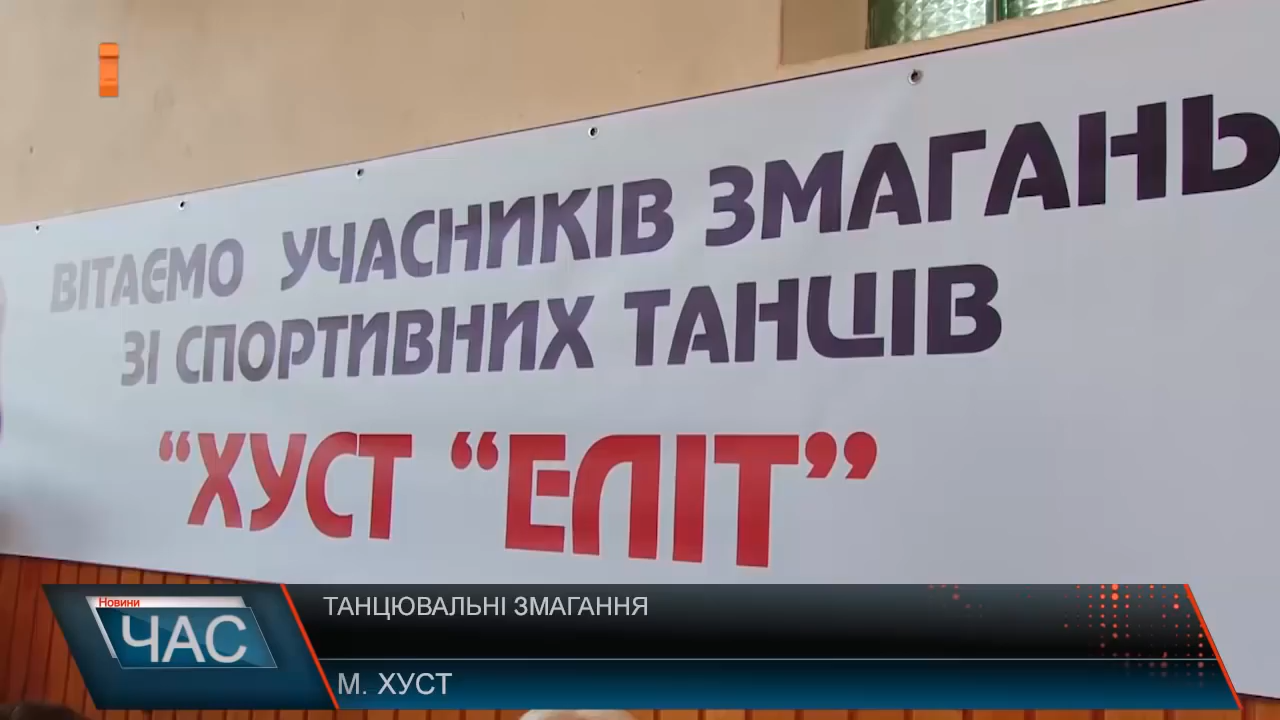 ВІТАЄМО УЧАСНИКІВ ЗМАГАНЬ
ЗІ СПОРТИВНИХ ТАНЦІВ
“ХУСТ “ЕЛІТ”
Новини
ЧАС
ТАНЦЮВАЛЬНІ ЗМАГАННЯ
М. ХУСТ